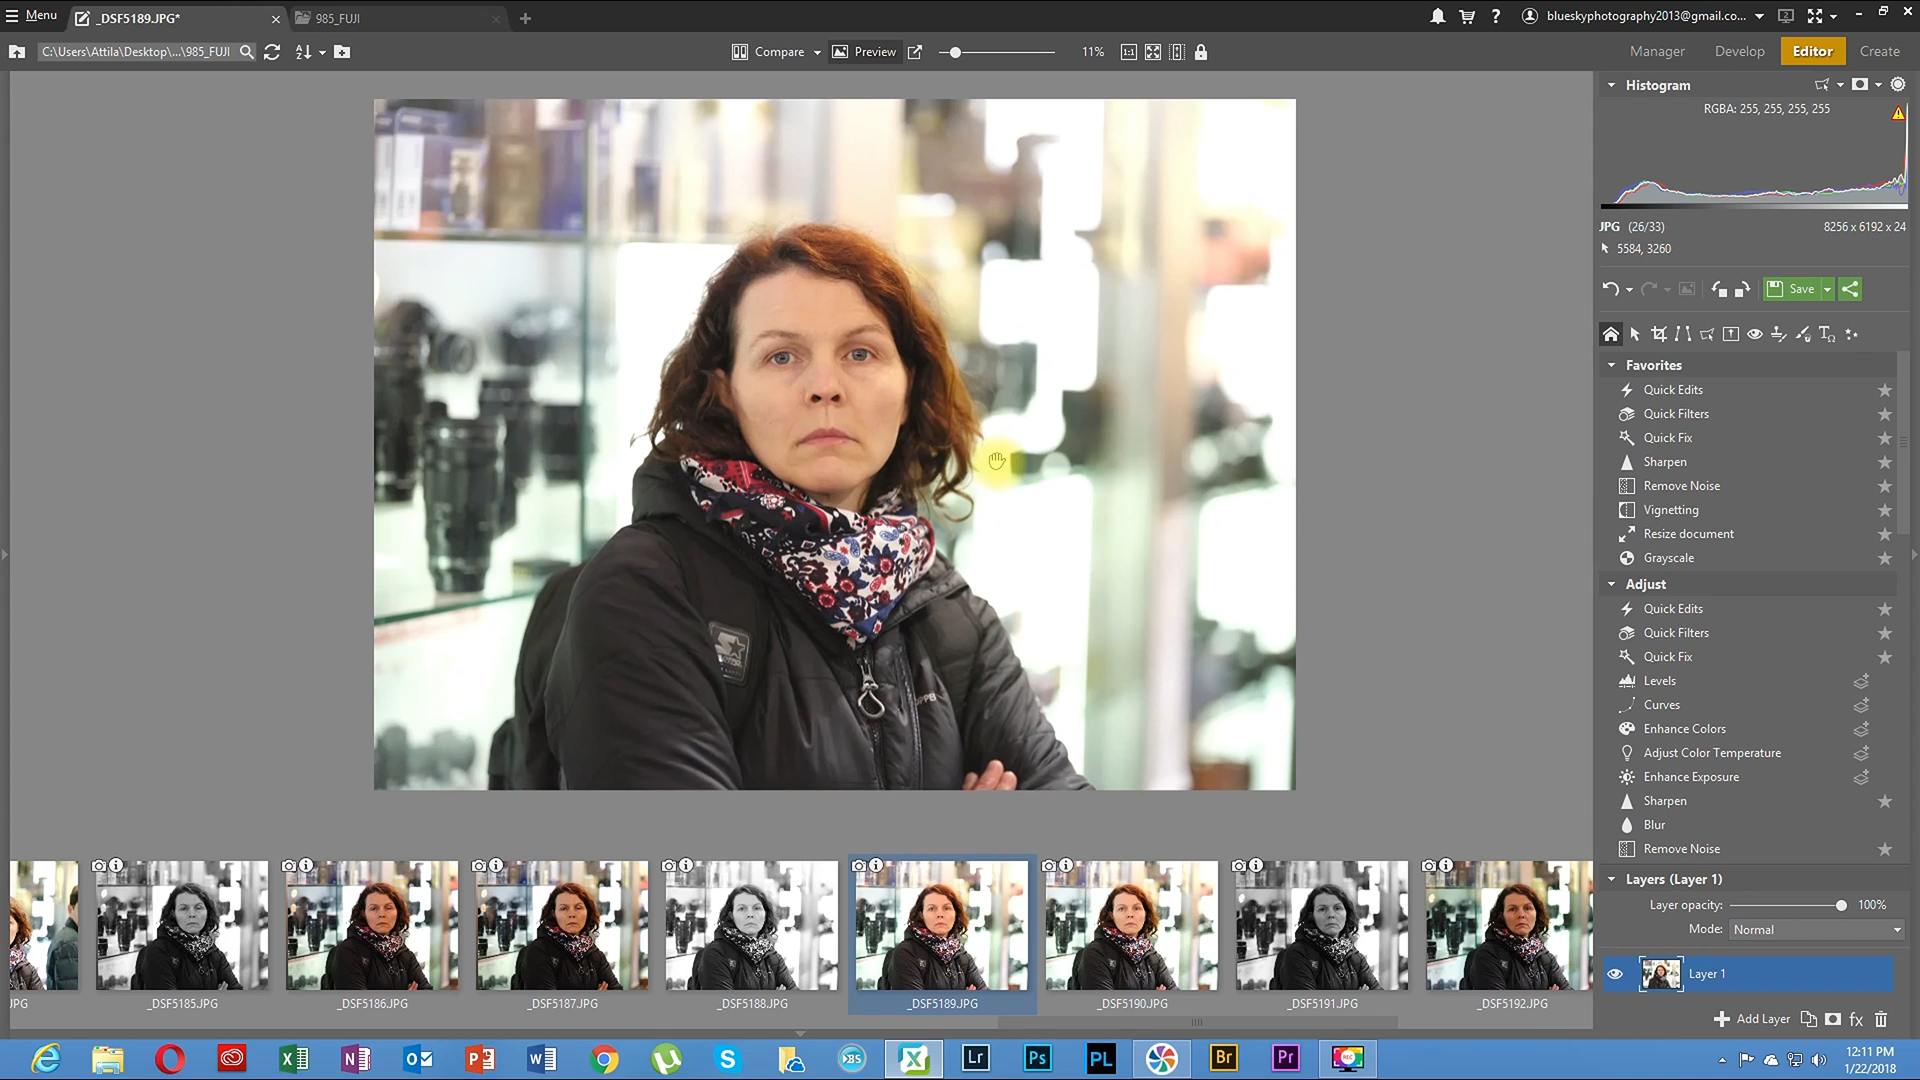 Menu
_DSF5189.JPG*
985_FUJI
blueskyphotography2013@gmail.co...
2
C:\Users\Attila\Desktop\...\985_FUJI
Compare
Preview
11%
1:1
Manager
Develop
Editor
Create
Histogram
RGBA: 255, 255, 255, 255
JPG (26/33)
8256 x 6192 x 24
5584, 3260
Save
Favorites
Quick Edits
Quick Filters
Quick Fix
Sharpen
Remove Noise
Vignetting
Resize document
Grayscale
Adjust
Quick Edits
Quick Filters
Quick Fix
Levels
Curves
Enhance Colors
Adjust Color Temperature
Enhance Exposure
Sharpen
Blur
Remove Noise
Layers (Layer 1)
Layer opacity: 100%
Mode: Normal
Layer 1
Add Layer
fx
JPG
_DSF5185.JPG
_DSF5186.JPG
_DSF5187.JPG
_DSF5188.JPG
_DSF5189.JPG
_DSF5190.JPG
_DSF5191.JPG
_DSF5192.JPG
Lr
Ps
PL
Br
Pr
REC
12:11 PM
1/22/2018